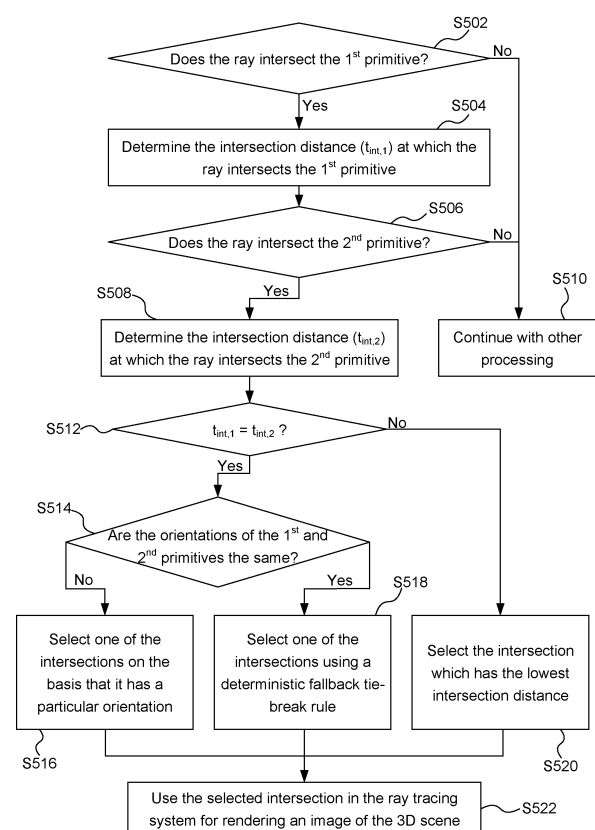 S502
Does the ray intersect the 1st primitive?
No
Yes
S504
Determine the intersection distance (tint,1) at which the
ray intersects the 1st primitive
S506
Does the ray intersect the 2nd primitive?
No
Yes
S508
Determine the intersection distance (tint,2)
at which the ray intersects the 2nd primitive
S510
Continue with other
processing
S512
tint,1 = tint,2 ?
No
Yes
S514
Are the orientations of the 1st and
2nd primitives the same?
No
Yes
S518
Select one of the
intersections on the
basis that it has a
particular orientation
S516
Select one of the
intersections using a
deterministic fallback tie-
break rule
Select the intersection
which has the lowest
intersection distance
S520
Use the selected intersection in the ray tracing
system for rendering an image of the 3D scene
S522